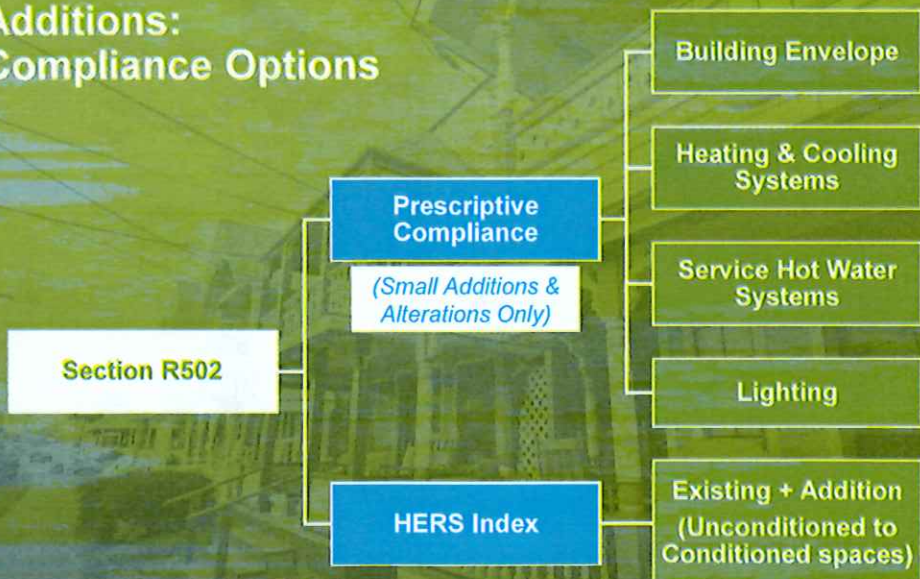 Additions:
Compliance Options
Section R502
Prescriptive
Compliance
(Small Additions &
Alterations Only)
HERS Index
Building Envelope
Heating & Cooling
Systems
Service Hot Water
Systems
Lighting
Existing + Addition
(Unconditioned to
Conditioned spaces)